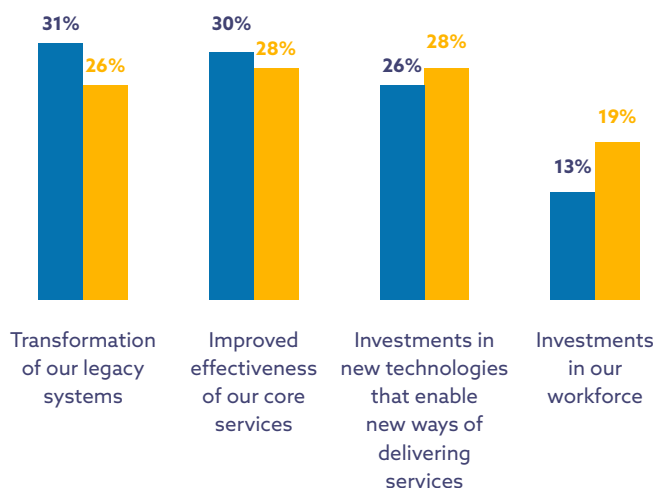 31%
26%
30%
28%
26%
28%
13%
19%
Transformation
of our legacy
systems
Improved
effectiveness
of our core
services
Investments in
new technologies
that enable
new ways of
delivering
services
Investments
in our
workforce